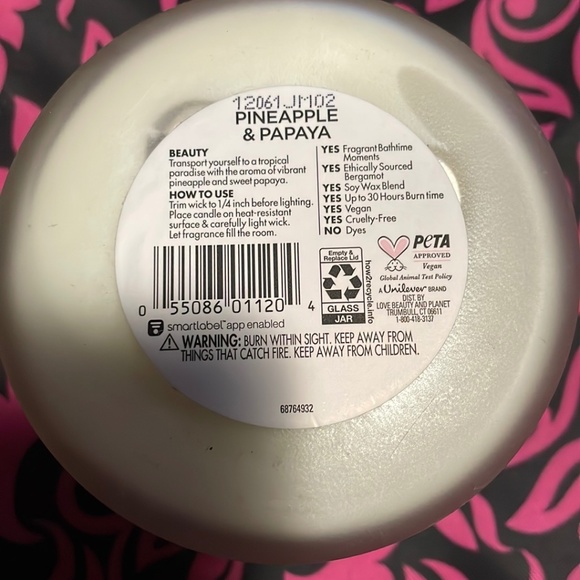 12061JM02
PINEAPPLE
& PAPAYA
BEAUTY
Transport yourself to a tropical
paradise with the aroma of vibrant
pineapple and sweet papaya.
HOW TO USE
Trim wick to 1/4 inch before lighting.
Place candle on heat-resistant
surface & carefully light wick.
Let fragrance fill the room.
YES Fragrant Bathtime
Moments
YES Ethically Sourced
Bergamot
YES Soy Wax Blend
YES Up to 30 Hours Burn time
YES Vegan
YES Cruelty-Free
NO Dyes
0 55086 01120 4
smartlabel™ app enabled
Empty &
Replace Lid
GLASS
JAR
how2recycle.info
PETA
APPROVED
Vegan
Global Animal Test Policy
A Unilever BRAND
DIST. BY
LOVE BEAUTY AND PLANET
TRUMBULL, CT 06611
1-800-418-3137
WARNING: BURN WITHIN SIGHT. KEEP AWAY FROM
THINGS THAT CATCH FIRE. KEEP AWAY FROM CHILDREN.
68764932